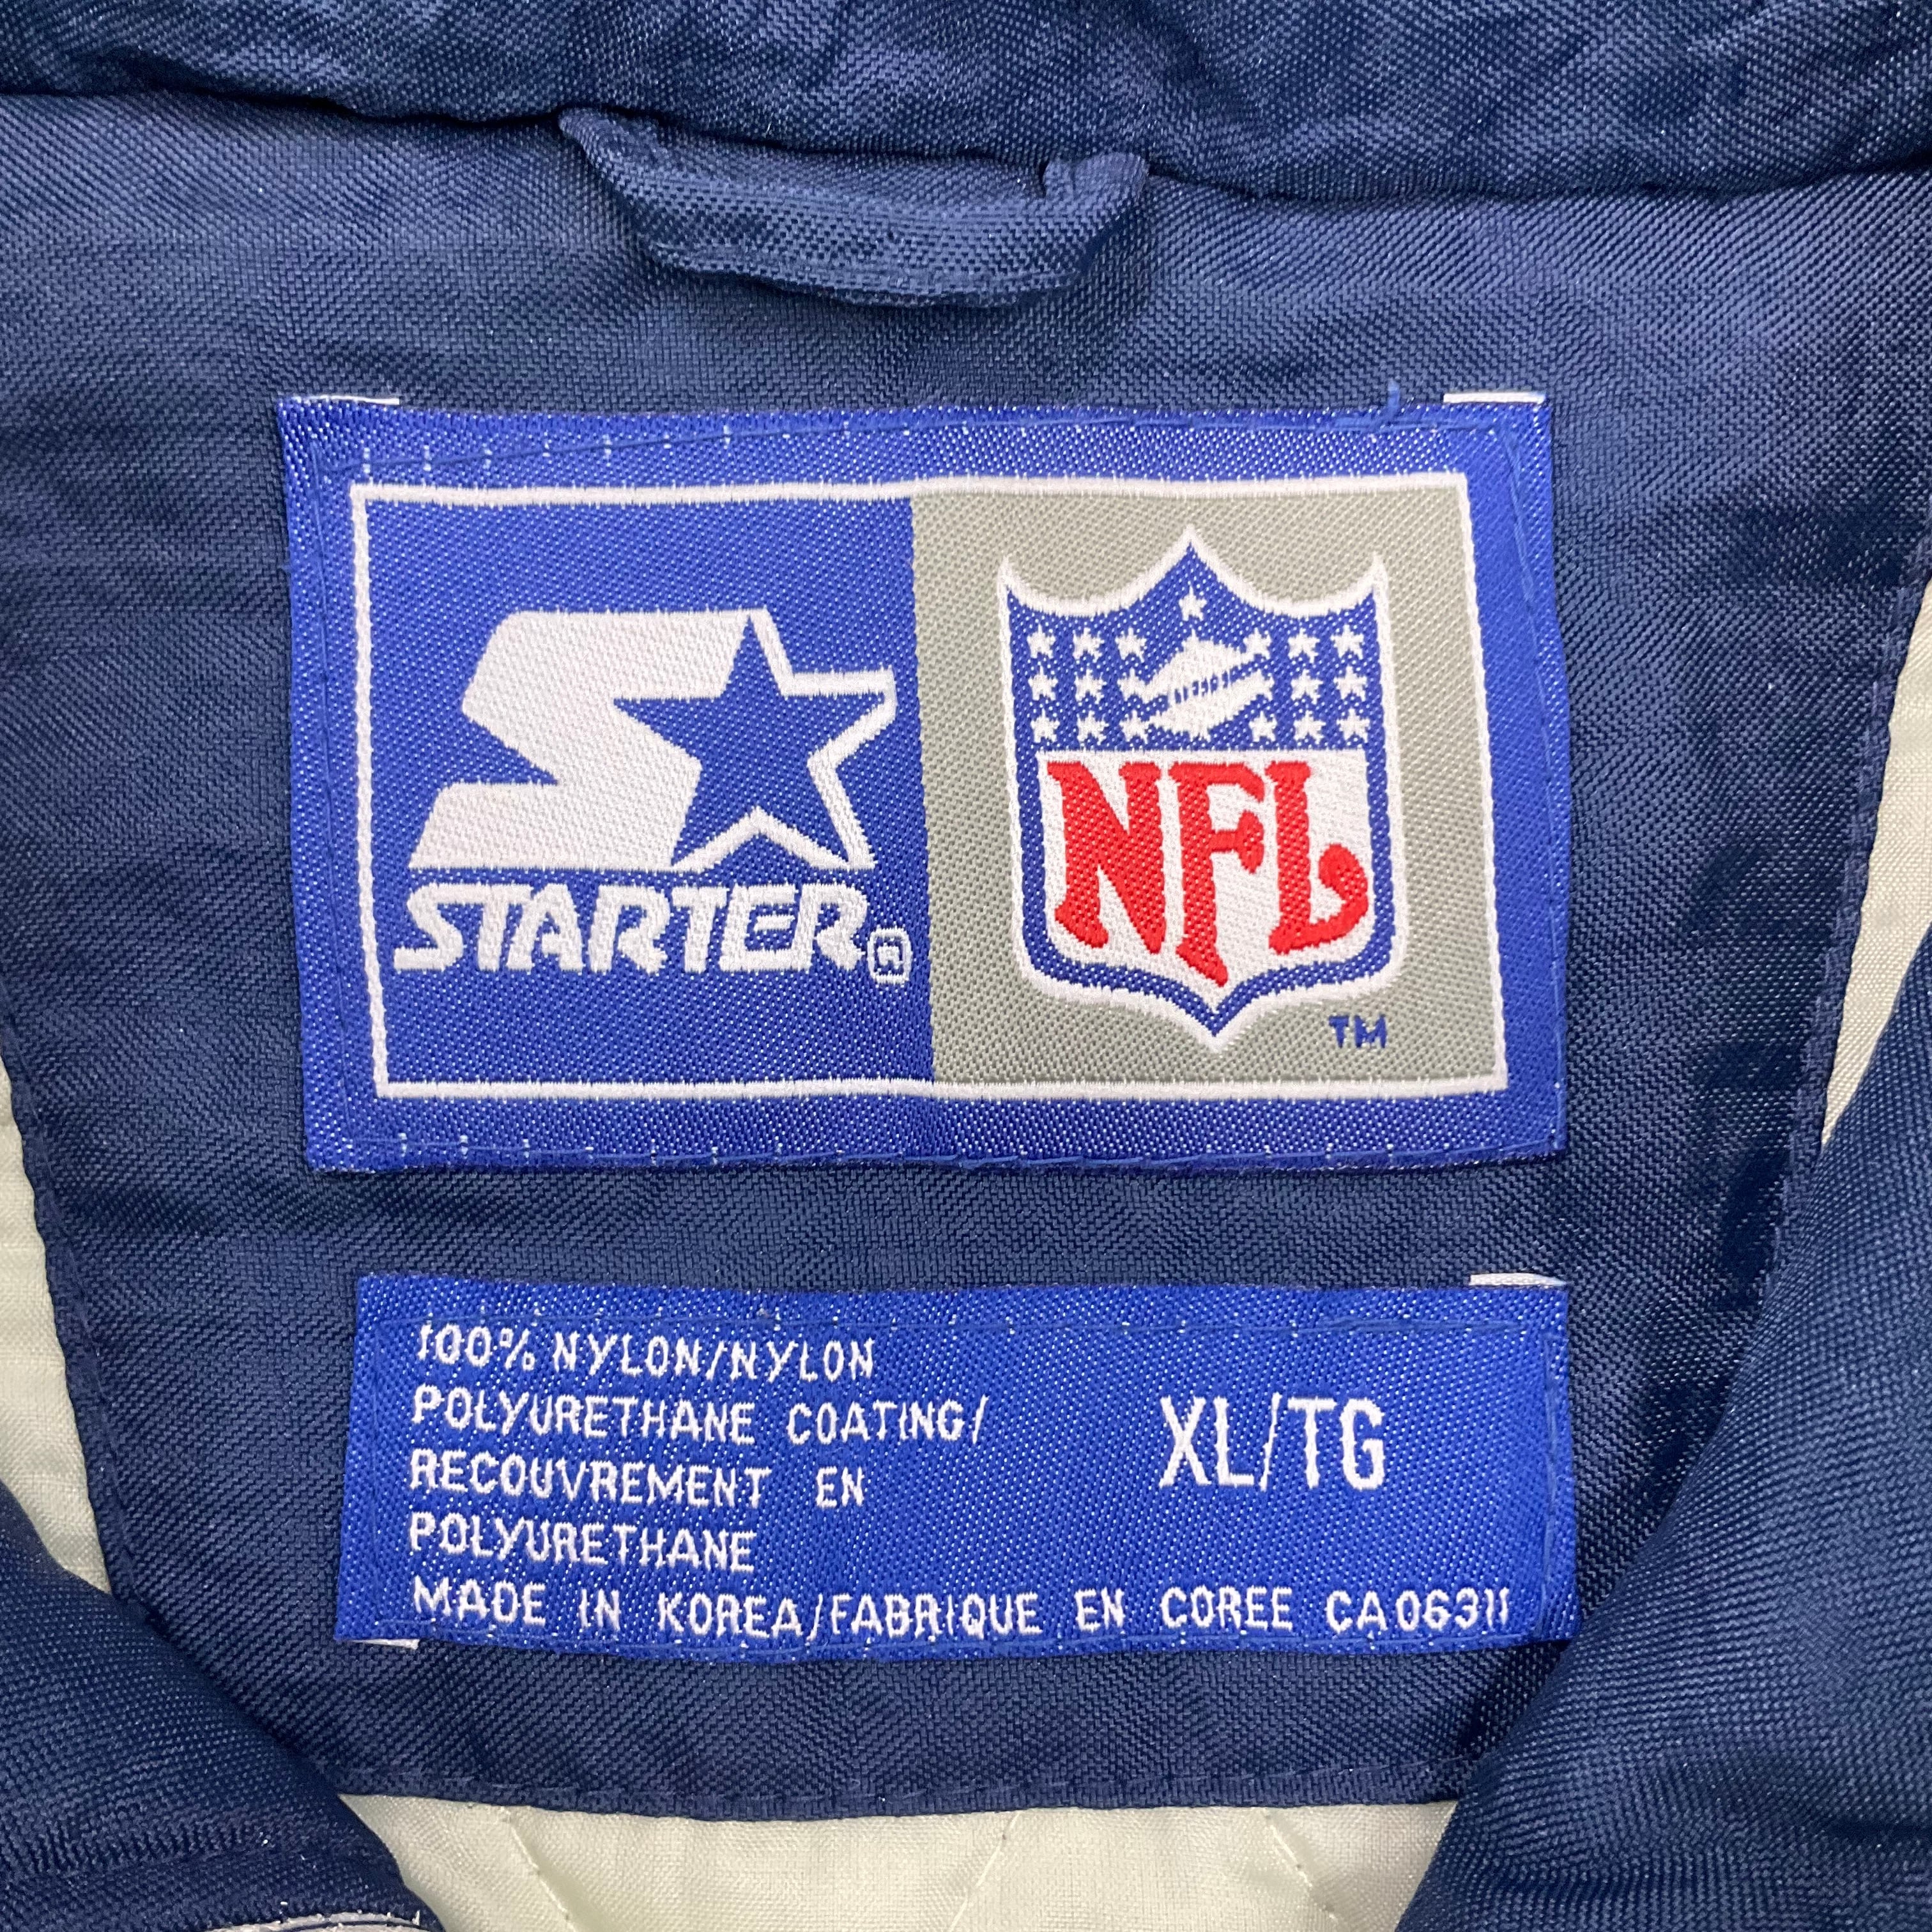 STARTER®
NFL
TM
100% NYLON/NYLON
POLYURETHANE COATING/
RECOUVREMENT EN
POLYURETHANE
XL/TG
MADE IN KOREA/FABRIQUE EN COREE CA06311